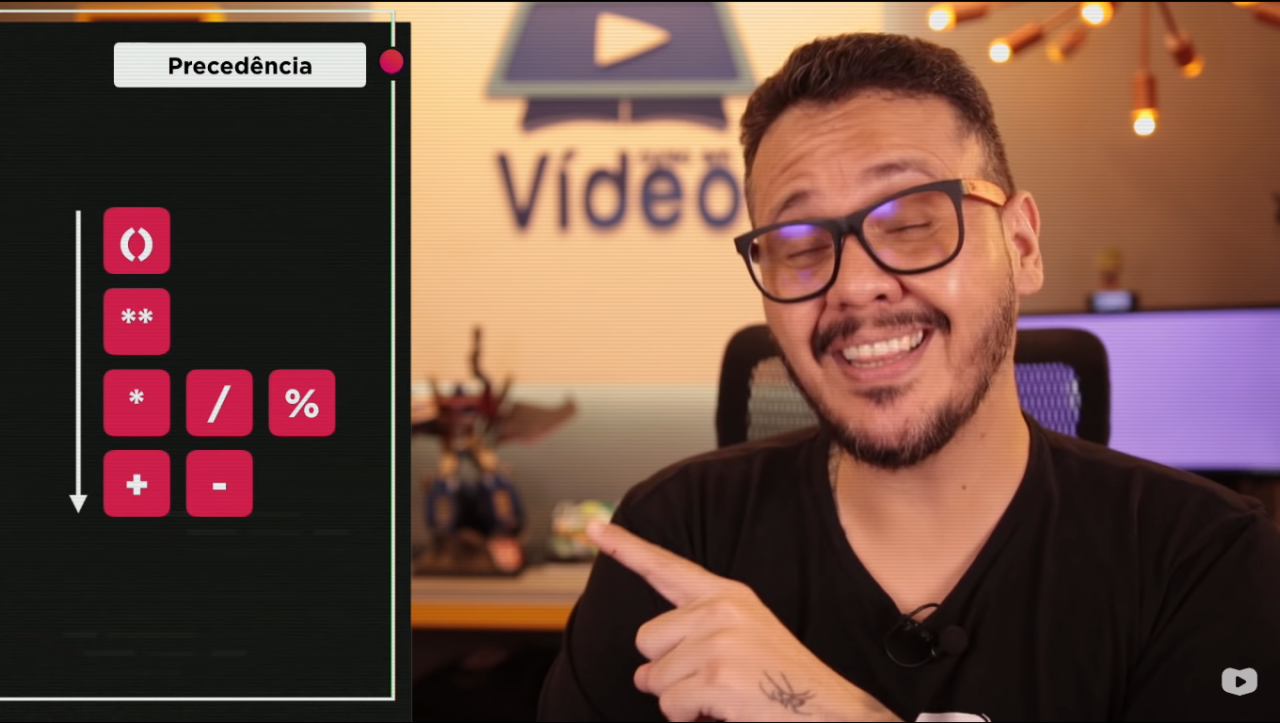 Precedência
()
**
* / %
+ -
Vídeo